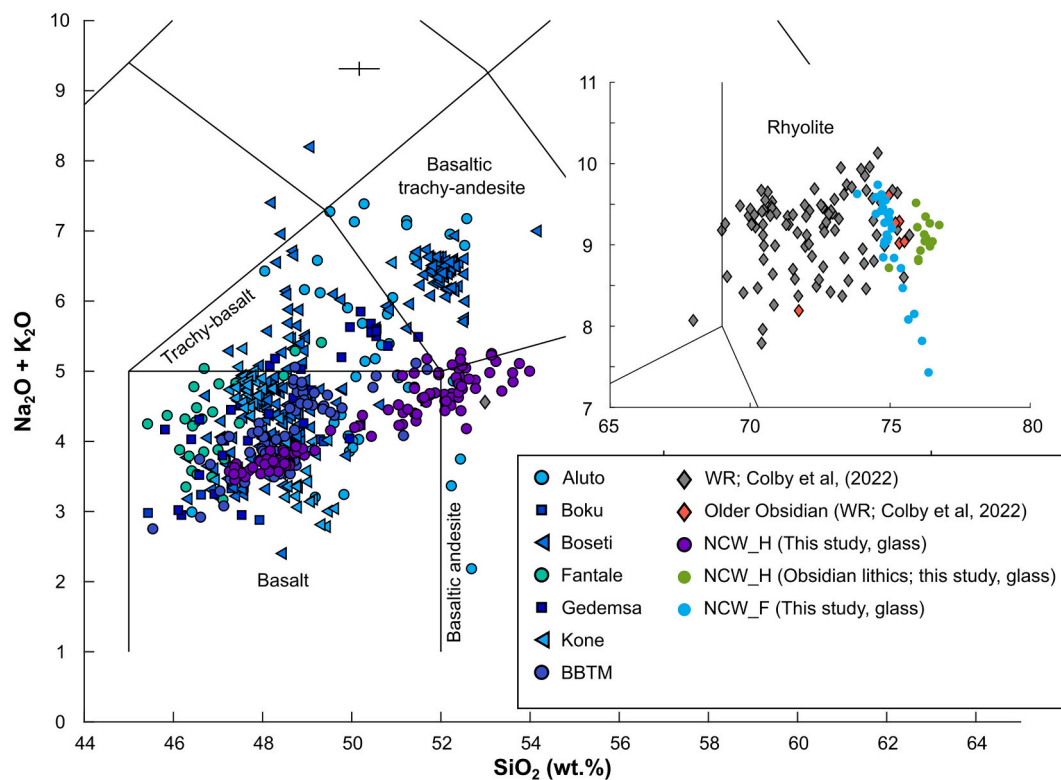 10
9
8
7
6
5
4
3
2
1
0
Na₂O + K₂O
44
46
48
50
52
54
56
58
60
62
64
SiO₂ (wt.%)
Basaltic
trachy-andesite
Trachy-basalt
Basalt
Basaltic andesite
11
10
9
8
7
65
70
75
80
Rhyolite
Aluto
Boku
Boseti
Fantale
Gedemsa
Kone
BBTM
WR; Colby et al, (2022)
Older Obsidian (WR; Colby et al, 2022)
NCW_H (This study, glass)
NCW_H (Obsidian lithics; this study, glass)
NCW_F (This study, glass)